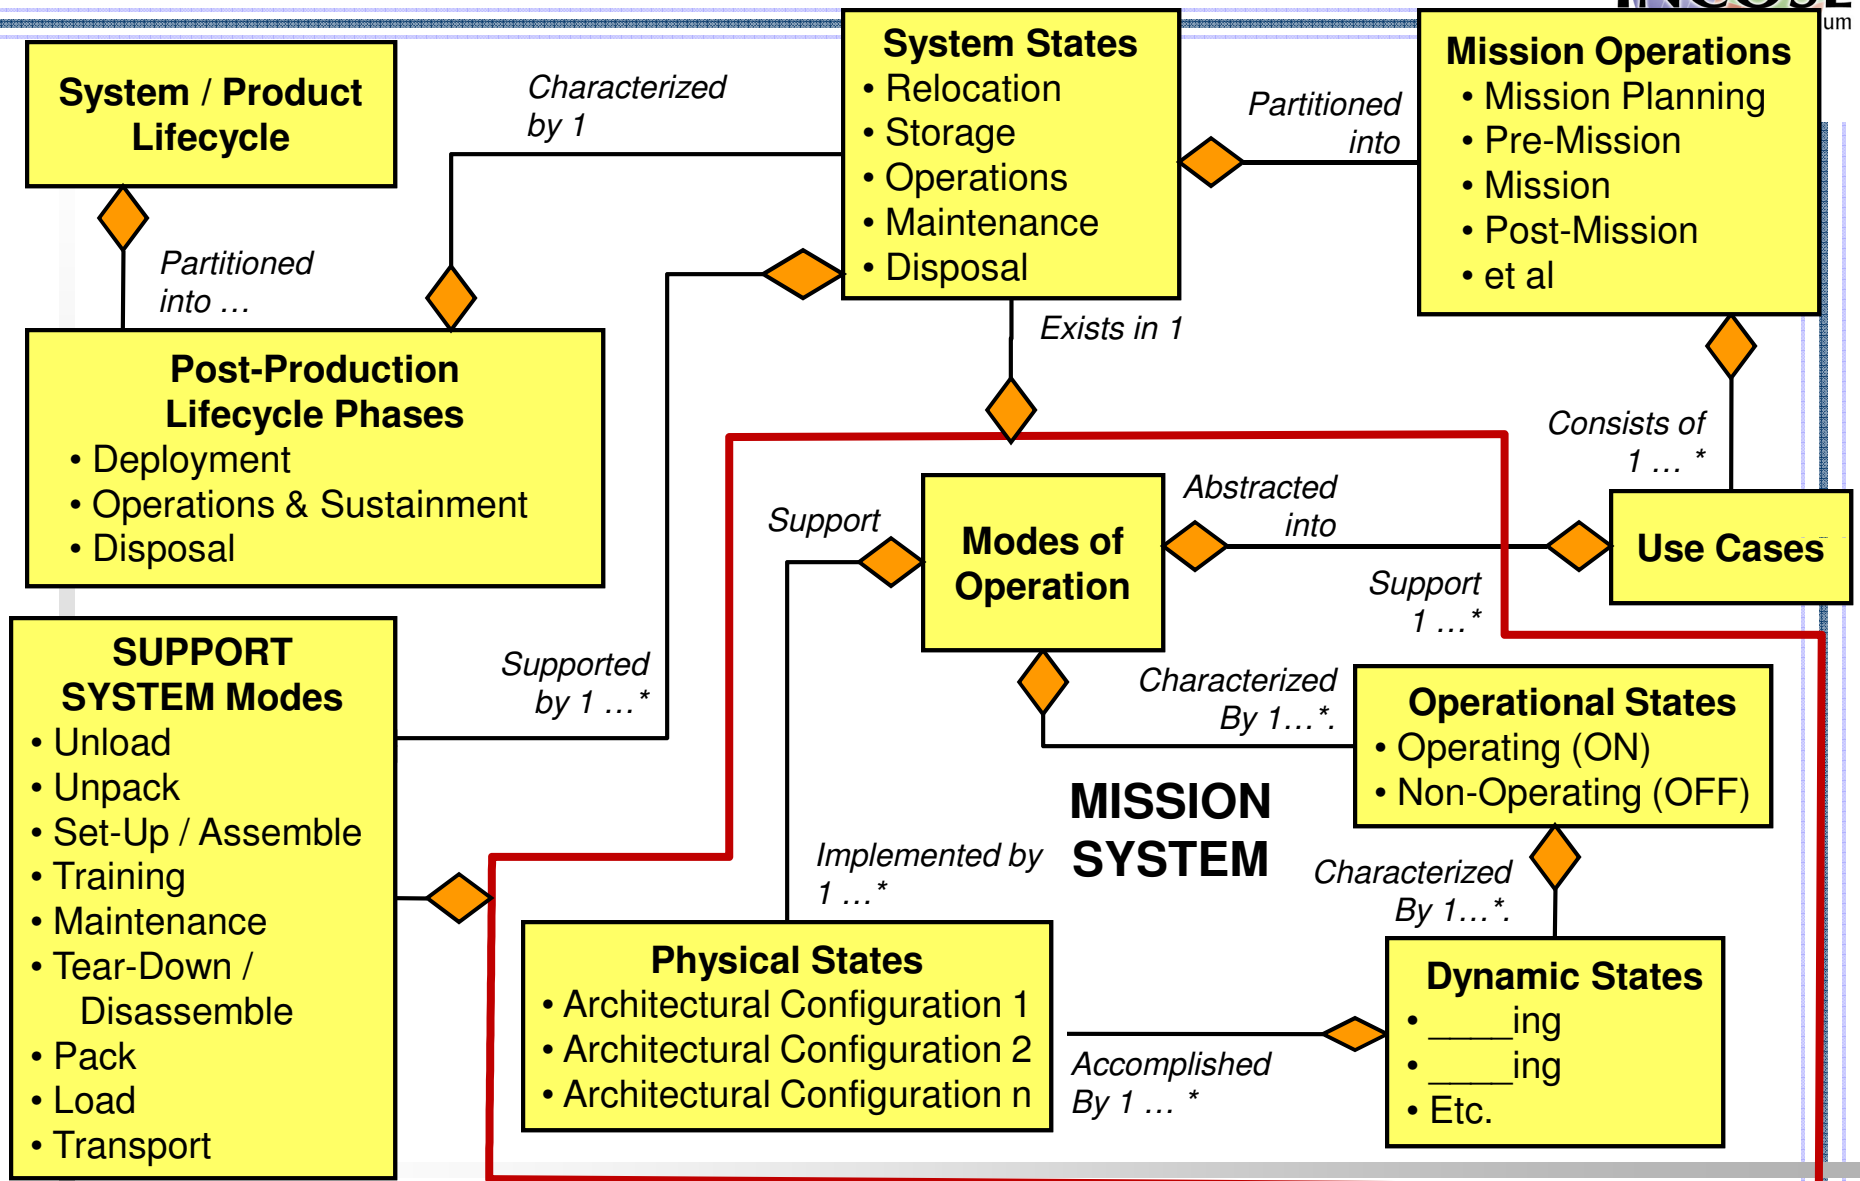 INCOSE
um
System / Product
Lifecycle
Characterized
by 1
System States
• Relocation
• Storage
• Operations
• Maintenance
• Disposal
Partitioned
into
Mission Operations
• Mission Planning
• Pre-Mission
• Mission
• Post-Mission
• et al
Partitioned
into …
Exists in 1
Post-Production
Lifecycle Phases
• Deployment
• Operations & Sustainment
• Disposal
Consists of
1 … *
Support
Modes of
Operation
Abstracted
into
Use Cases
Support
1 …*
SUPPORT
SYSTEM Modes
• Unload
• Unpack
• Set-Up / Assemble
• Training
• Maintenance
• Tear-Down /
Disassemble
• Pack
• Load
• Transport
Supported
by 1 …*
Characterized
By 1…*.
Operational States
• Operating (ON)
• Non-Operating (OFF)
MISSION
SYSTEM
Implemented by
1 …*
Characterized
By 1…*.
Physical States
• Architectural Configuration 1
• Architectural Configuration 2
• Architectural Configuration n
Accomplished
By 1 … *
Dynamic States
• ____ing
• ____ing
• Etc.